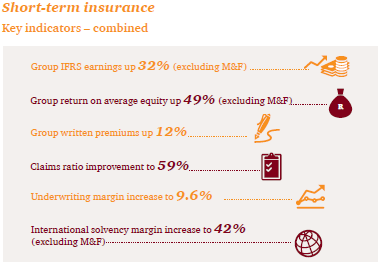 Short-term insurance
Key indicators – combined
Group IFRS earnings up 32% (excluding M&F)
Group return on average equity up 49% (excluding M&F)
R
Group written premiums up 12%
Claims ratio improvement to 59%
Underwriting margin increase to 9.6%
International solvency margin increase to 42%
(excluding M&F)